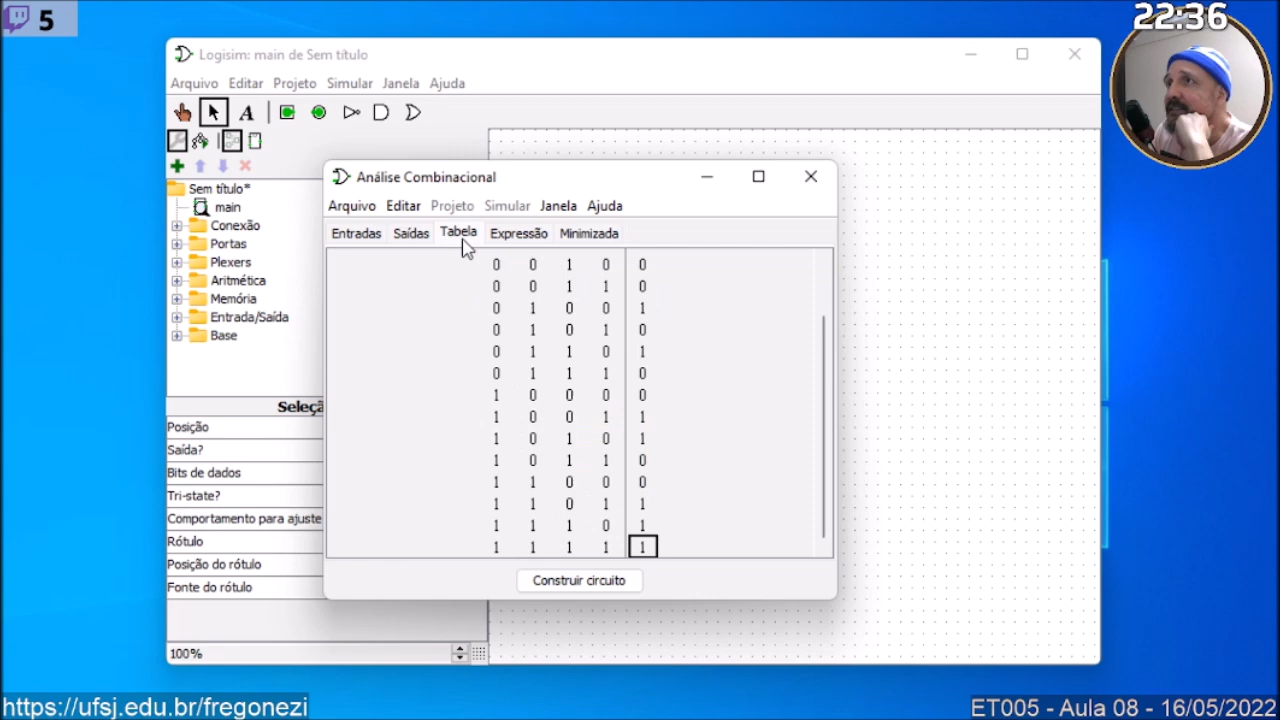 5
22:36
Logisim: main de Sem título
Arquivo Editar Projeto Simular Janela Ajuda
A
Sem título*
main
Conexão
Portas
Plexers
Aritmética
Memória
Entrada/Saída
Base
Seleçã
Posição
Saída?
Bits de dados
Tri-state?
Comportamento para ajuste
Rótulo
Posição do rótulo
Fonte do rótulo
100%
Análise Combinacional
Arquivo Editar Projeto Simular Janela Ajuda
Entradas Saídas Tabela Expressão Minimizada
0 0 1 0 0
0 0 1 1 0
0 1 0 0 1
0 1 0 1 0
0 1 1 0 1
0 1 1 1 0
1 0 0 0 0
1 0 0 1 1
1 0 1 0 1
1 0 1 1 0
1 1 0 0 0
1 1 0 1 1
1 1 1 0 1
1 1 1 1 1
Construir circuito
https://ufsj.edu.br/fregonezi
ET005 - Aula 08 - 16/05/2022